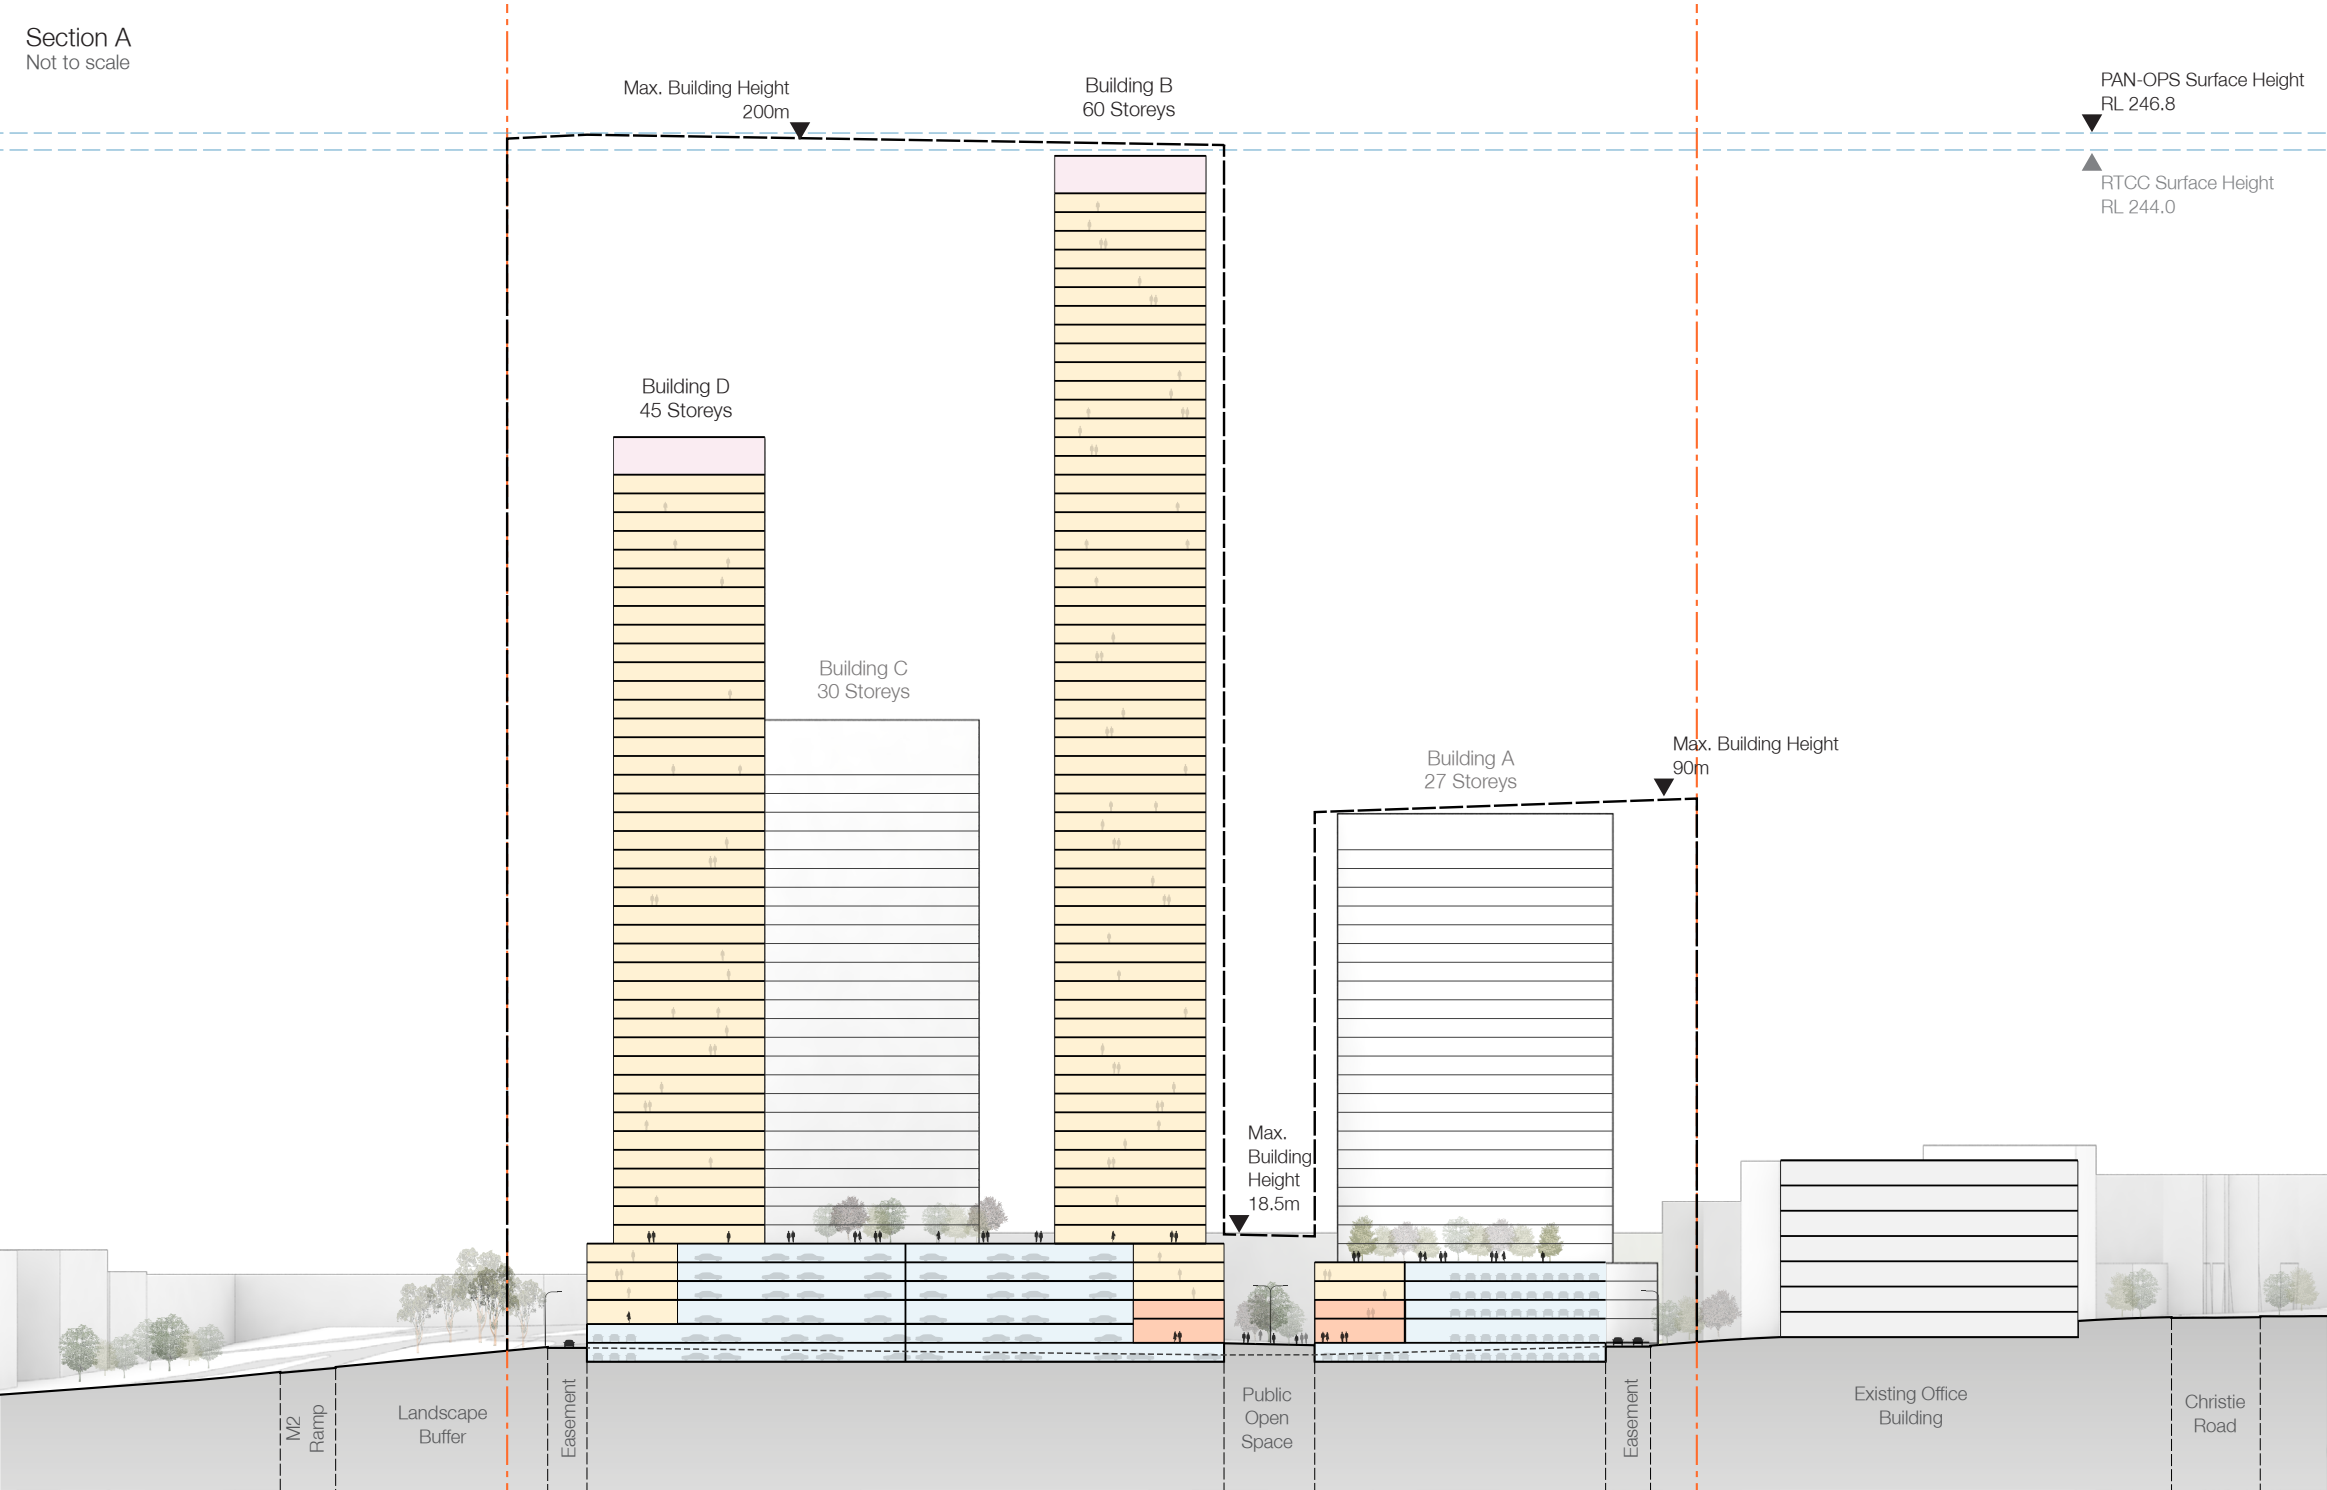 Section A
Not to scale
Max. Building Height
200m
Building B
60 Storeys
PAN-OPS Surface Height
RL 246.8
RTCC Surface Height
RL 244.0
Building D
45 Storeys
Building C
30 Storeys
Building A
27 Storeys
Max. Building Height
90m
Max.
Building
Height
18.5m
M2
Ramp
Landscape
Buffer
Easement
Public
Open
Space
Easement
Existing Office
Building
Christie
Road